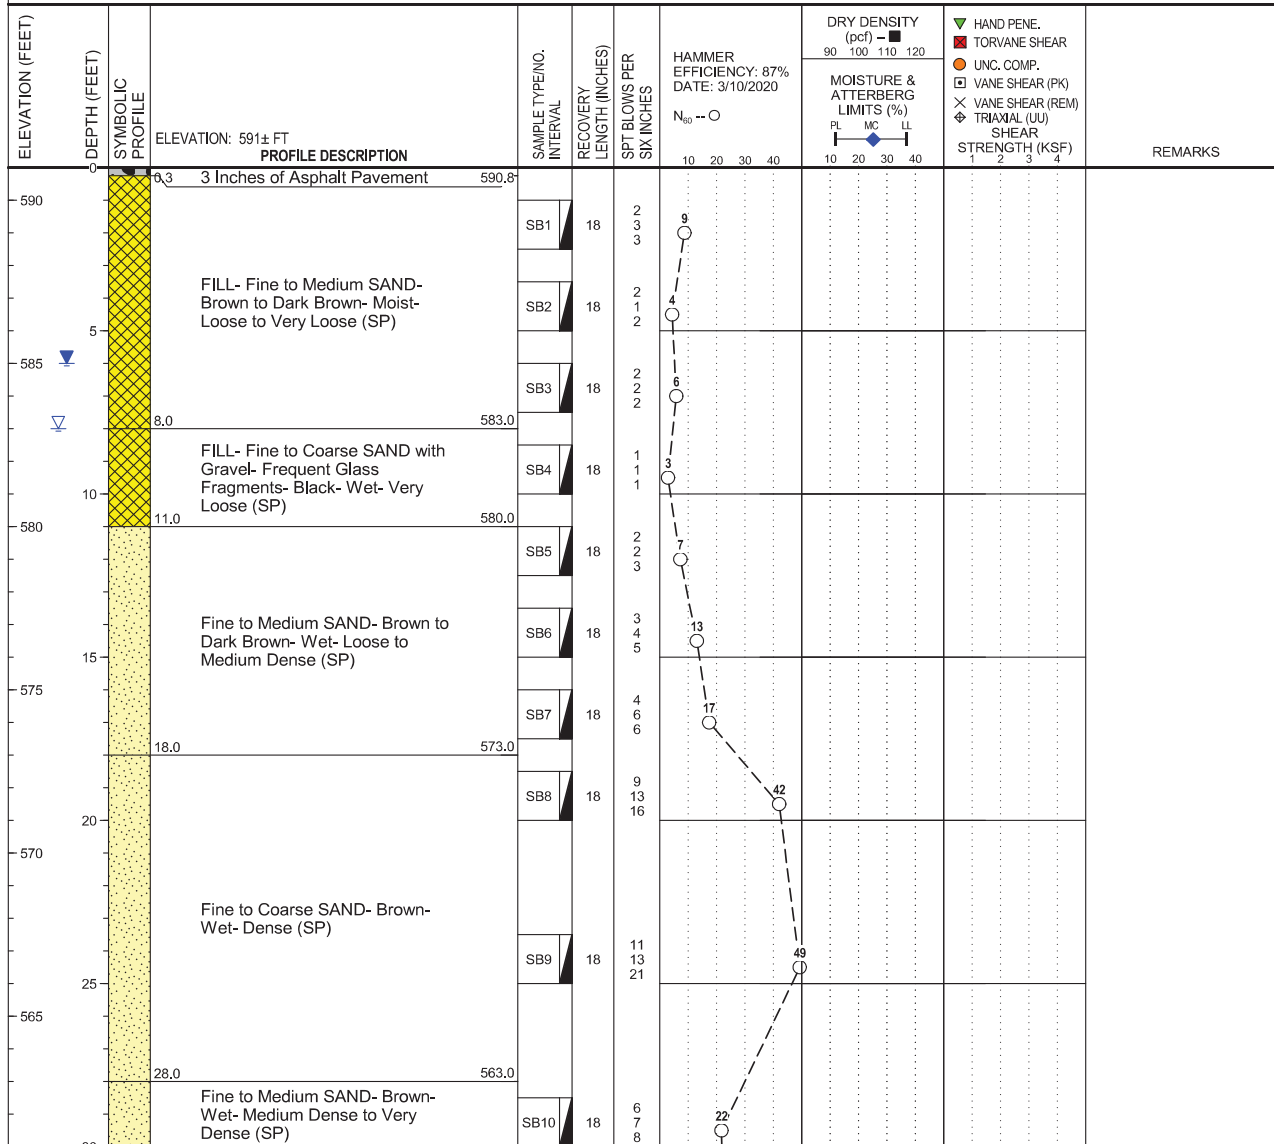 ELEVATION (FEET)
DEPTH (FEET)
SYMBOLIC
PROFILE
ELEVATION: 591± FT
PROFILE DESCRIPTION
SAMPLE TYPE/NO.
INTERVAL
RECOVERY
LENGTH (INCHES)
SPT BLOWS PER
SIX INCHES
HAMMER
EFFICIENCY: 87%
DATE: 3/10/2020
N60 -- O
10 20 30 40
DRY DENSITY
(pcf) – ■
90 100 110 120
MOISTURE &
ATTERBERG
LIMITS (%)
PL MC LL
10 20 30 40
HAND PENE.
TORVANE SHEAR
UNC. COMP.
VANE SHEAR (PK)
VANE SHEAR (REM)
TRIAXIAL (UU)
SHEAR
STRENGTH (KSF)
1 2 3 4
REMARKS
0
0.3 3 Inches of Asphalt Pavement 590.8
590
SB1 18 2 3 3 9
FILL- Fine to Medium SAND-
Brown to Dark Brown- Moist-
Loose to Very Loose (SP)
SB2 18 2 1 2 4
5
585
SB3 18 2 2 2 6
8.0 583.0
FILL- Fine to Coarse SAND with
Gravel- Frequent Glass
Fragments- Black- Wet- Very
Loose (SP)
SB4 18 1 1 1 3
10
11.0 580.0
580
SB5 18 2 2 3 7
Fine to Medium SAND- Brown to
Dark Brown- Wet- Loose to
Medium Dense (SP)
SB6 18 3 4 5 13
15
575
SB7 18 4 6 6 17
18.0 573.0
SB8 18 9 13 16 42
20
570
Fine to Coarse SAND- Brown-
Wet- Dense (SP)
SB9 18 11 13 21 49
25
565
28.0 563.0
Fine to Medium SAND- Brown-
Wet- Medium Dense to Very
Dense (SP)
SB10 18 6 7 8 22